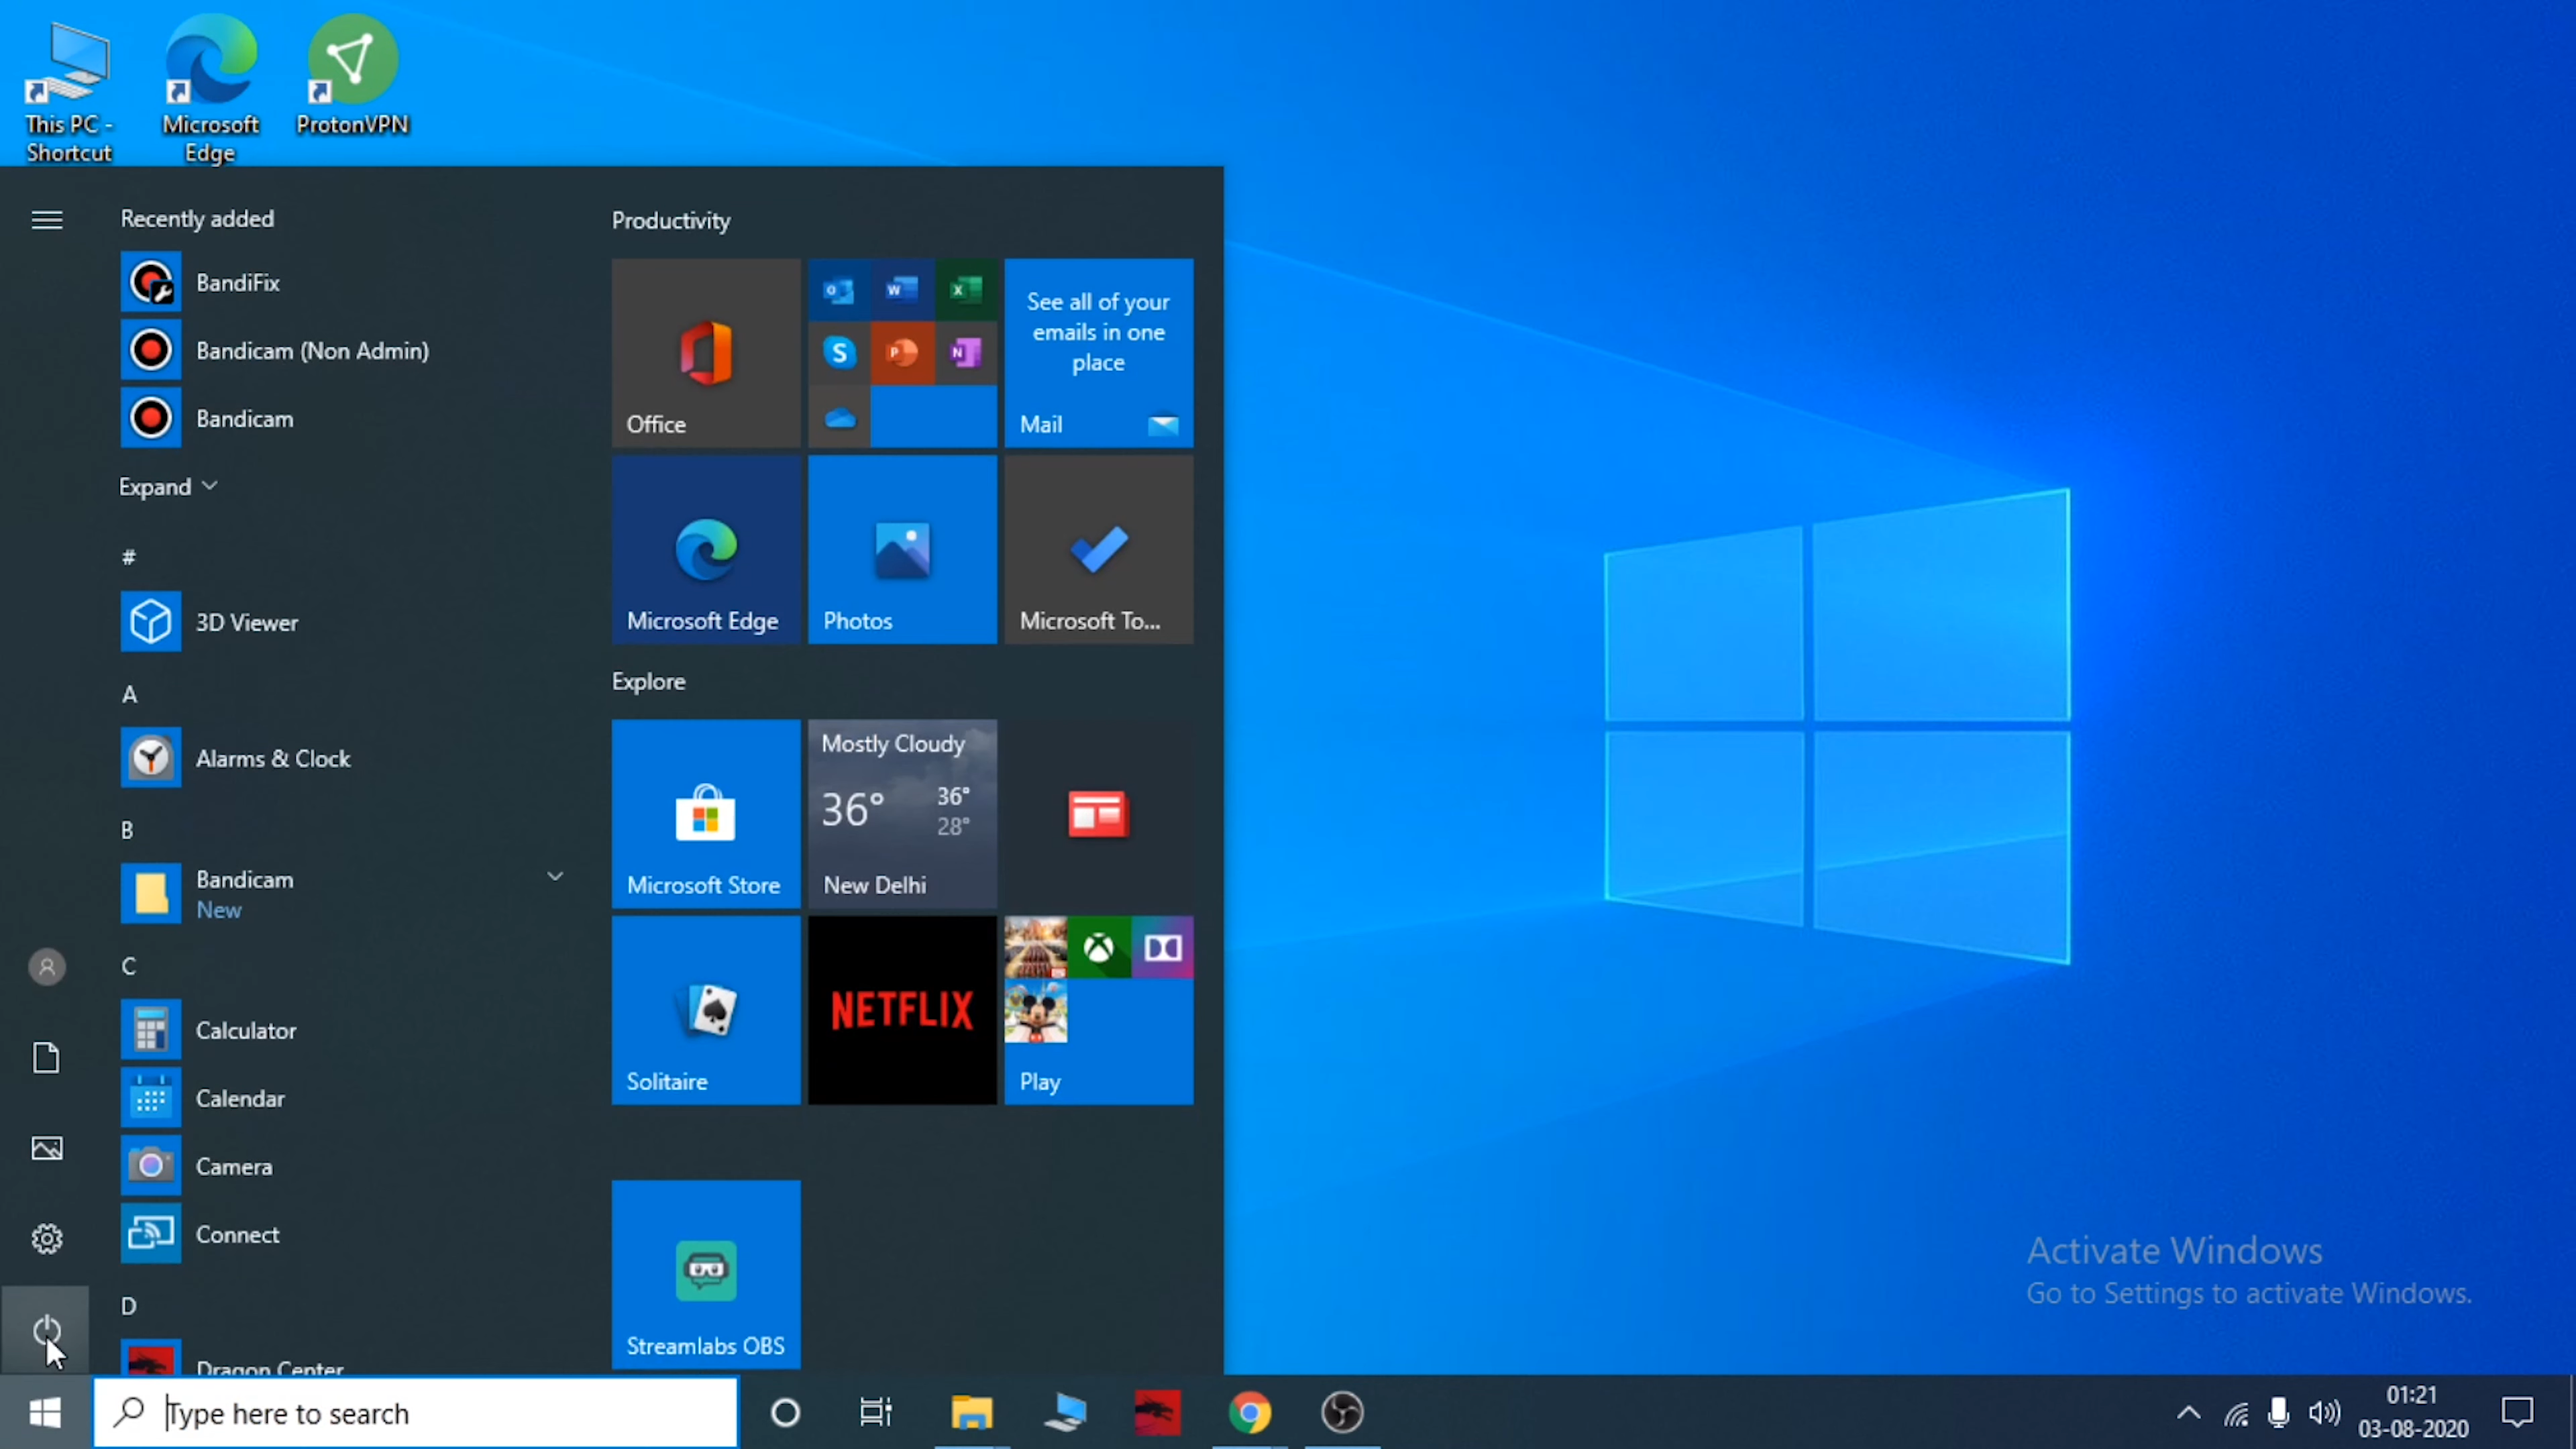 This PC -
Shortcut
Microsoft
Edge
ProtonVPN
Recently added
BandiFix
Bandicam (Non Admin)
Bandicam
Expand
#
3D Viewer
A
Alarms & Clock
B
Bandicam
New
C
Calculator
Calendar
Camera
Connect
D
Dragon Center
Productivity
Office
See all of your
emails in one
place
Mail
Microsoft Edge
Photos
Microsoft To...
Explore
Microsoft Store
Mostly Cloudy
36°
36°
28°
New Delhi
Solitaire
NETFLIX
Play
Streamlabs OBS
Activate Windows
Go to Settings to activate Windows.
Type here to search
01:21
03-08-2020